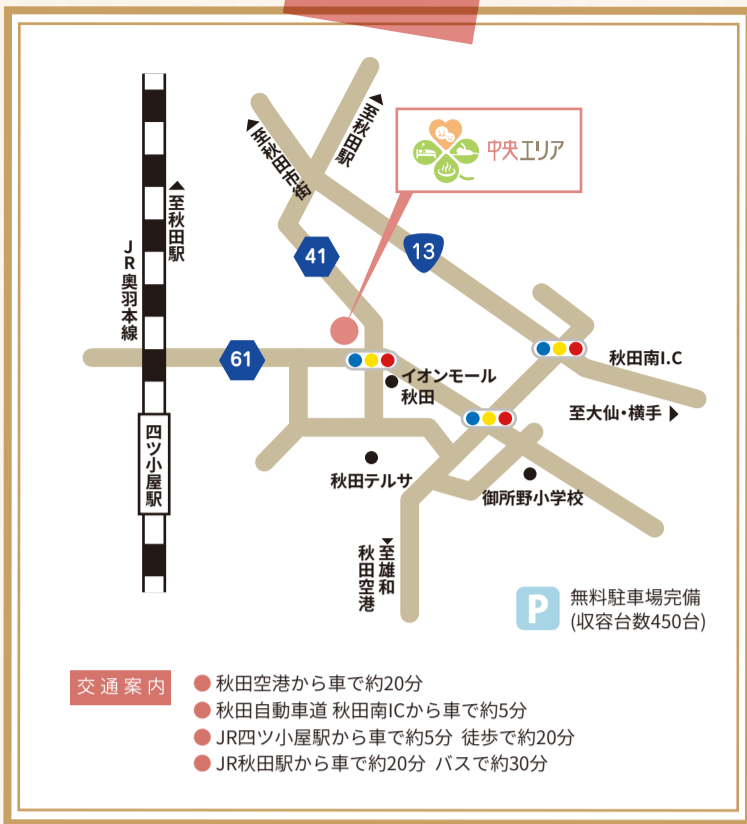 ▲至秋田駅
▲至秋田市街
中央エリア
▲至秋田駅
JR奥羽本線
41
13
61
イオンモール
秋田
秋田南I.C
至大仙・横手▶
四ツ小屋駅
秋田テルサ
御所野小学校
▼至雄和
秋田空港
P
無料駐車場完備
(収容台数450台)
交通案内
● 秋田空港から車で約20分
● 秋田自動車道 秋田南ICから車で約5分
● JR四ツ小屋駅から車で約5分 徒歩で約20分
● JR秋田駅から車で約20分 バスで約30分